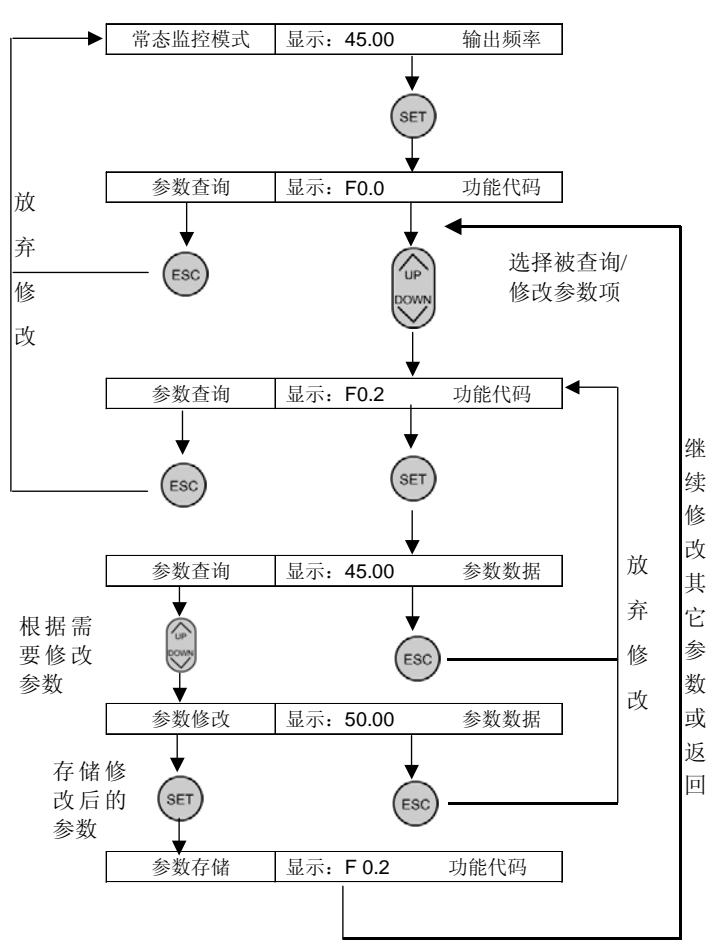 常态监控模式 显示：45.00 输出频率
SET
参数查询 显示：F0.0 功能代码
放弃修改
ESC
UP
DOWN
选择被查询/
修改参数项
参数查询 显示：F0.2 功能代码
ESC
SET
继续修改其它参数或返回
参数查询 显示：45.00 参数数据
放弃修改
根据需
要修改
参数
UP
DOWN
ESC
参数修改 显示：50.00 参数数据
存储修
改后的
参数
SET
ESC
参数存储 显示：F 0.2 功能代码